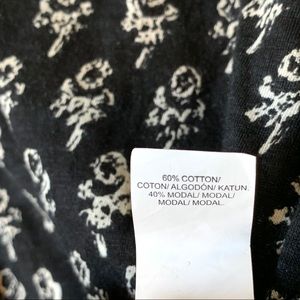 60% COTTON/
COTON/ ALGODÓN/ KATUN.
40% MODAL/ MODAL/
MODAL/ MODAL.